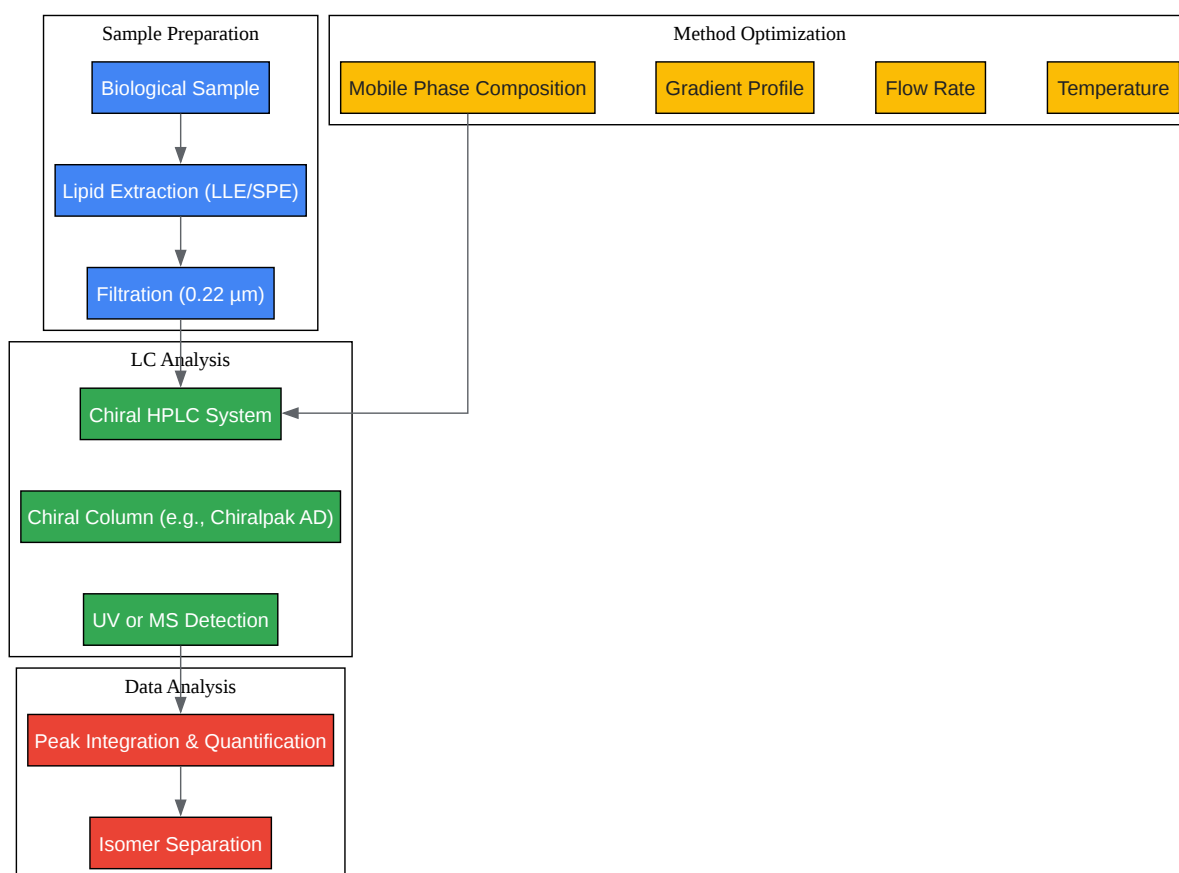 Sample Preparation
Biological Sample
Lipid Extraction (LLE/SPE)
Filtration (0.22 µm)
Method Optimization
Mobile Phase Composition
Gradient Profile
Flow Rate
Temperature
LC Analysis
Chiral HPLC System
Chiral Column (e.g., Chiralpak AD)
UV or MS Detection
Data Analysis
Peak Integration & Quantification
Isomer Separation